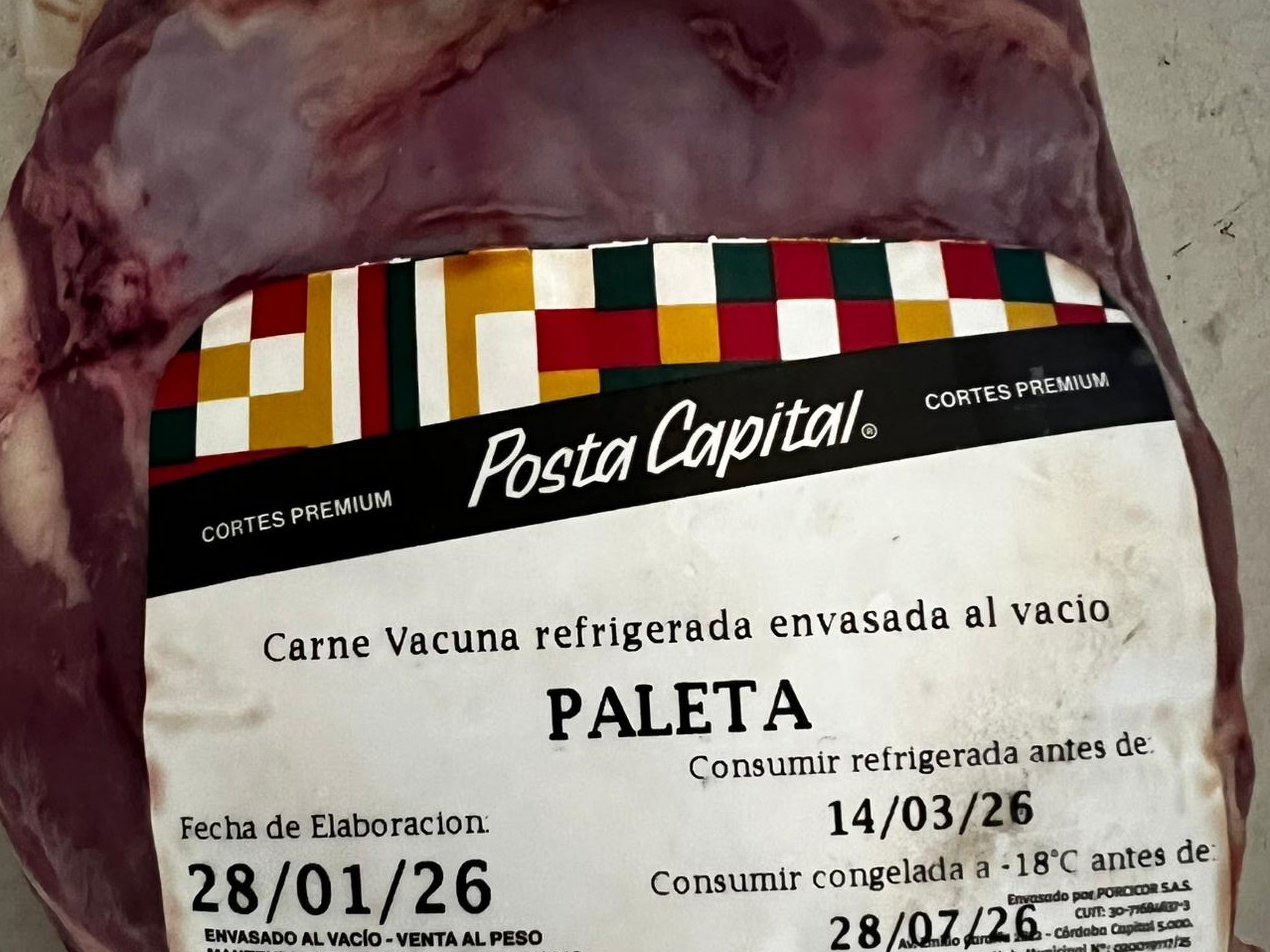 Posta Capital®
CORTES PREMIUM
CORTES PREMIUM
Carne Vacuna refrigerada envasada al vacio
PALETA
Consumir refrigerada antes de:
14/03/26
Fecha de Elaboracion:
28/01/26
Consumir congelada a -18°C antes de:
28/07/26
ENVASADO AL VACÍO - VENTA AL PESO
Envasado por PORCICOR S.A.S.
CUIT:
- Córdoba Capital